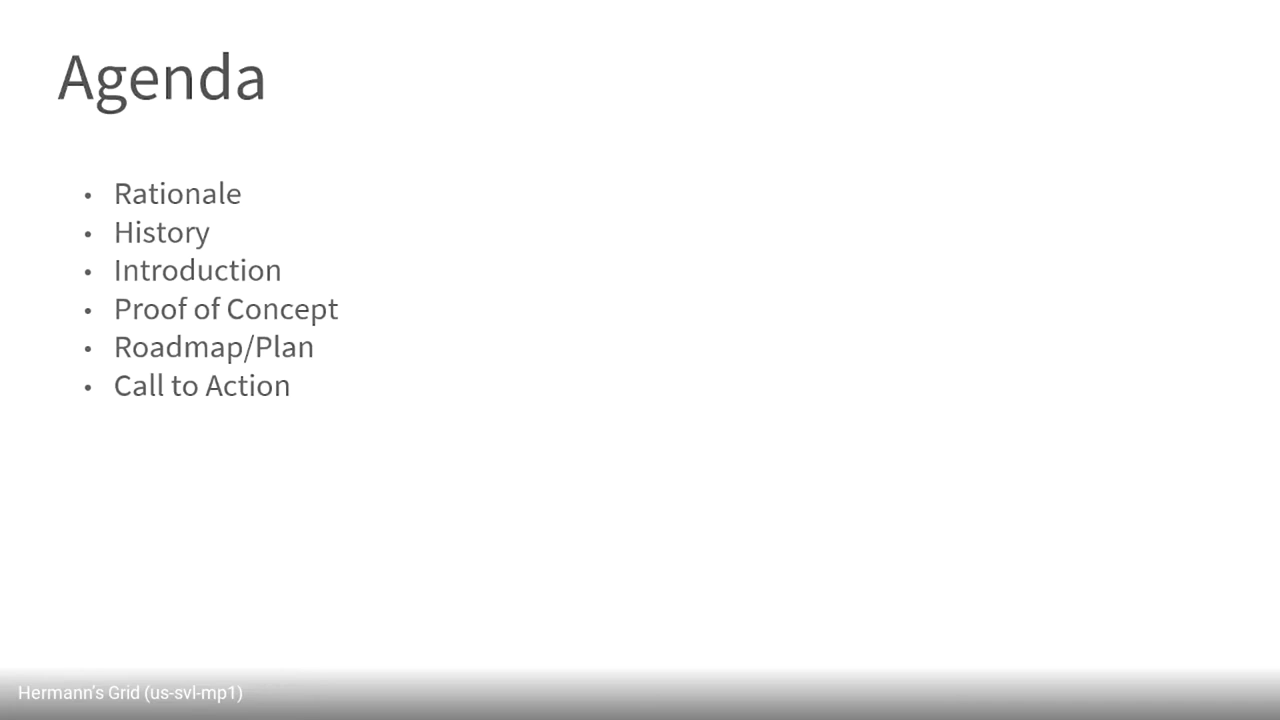 Agenda
• Rationale
• History
• Introduction
• Proof of Concept
• Roadmap/Plan
• Call to Action
Hermann's Grid (us-svl-mp1)